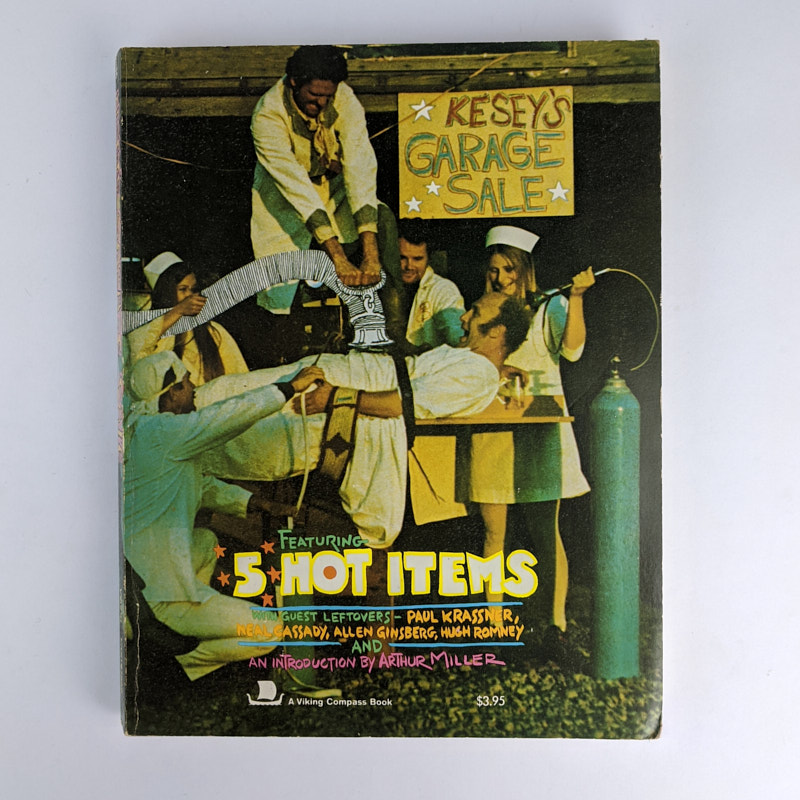 KESEY'S
GARAGE
SALE
FEATURING
5 HOT ITEMS
WITH GUEST LEFTOVERS - PAUL KRASSNER,
NEAL CASSADY, ALLEN GINSBERG, HUGH ROMNEY
AND
AN INTRODUCTION BY ARTHUR MILLER
A Viking Compass Book $3.95